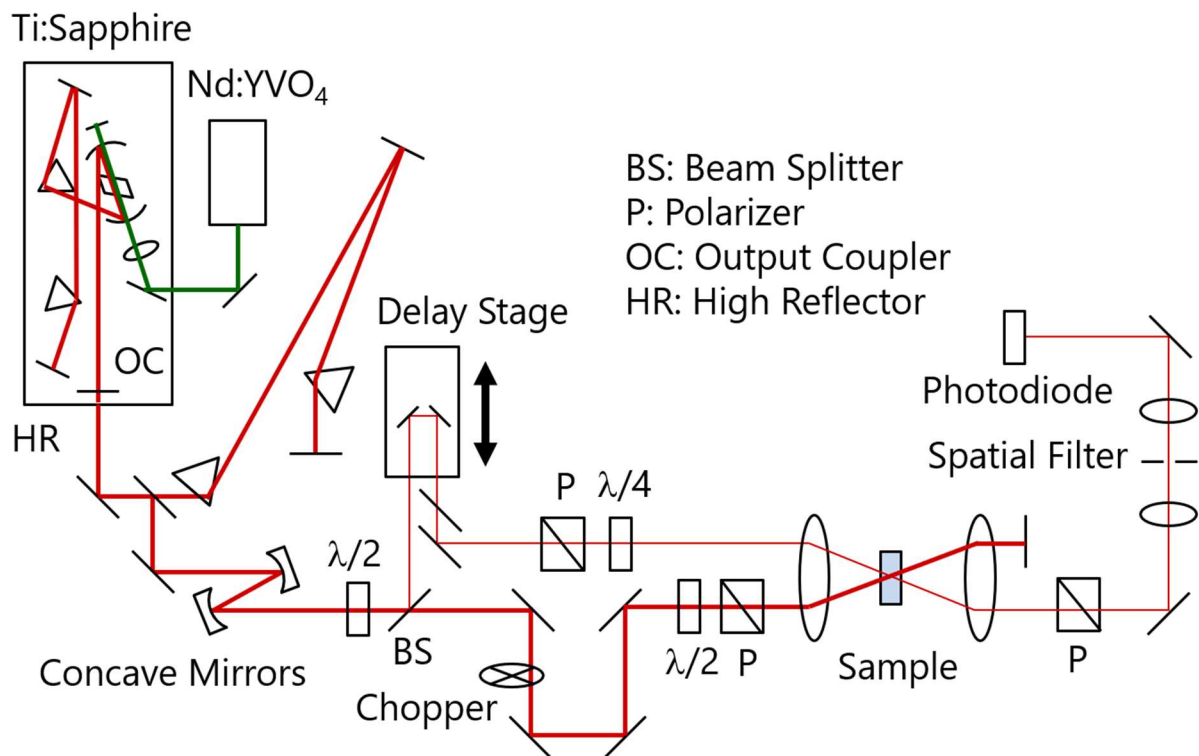 Ti:Sapphire
Nd:YVO₄
BS: Beam Splitter
P: Polarizer
OC: Output Coupler
HR: High Reflector
Delay Stage
OC
HR
Photodiode
Spatial Filter
P
λ/4
λ/2
BS
Concave Mirrors
Chopper
λ/2
P
Sample
P